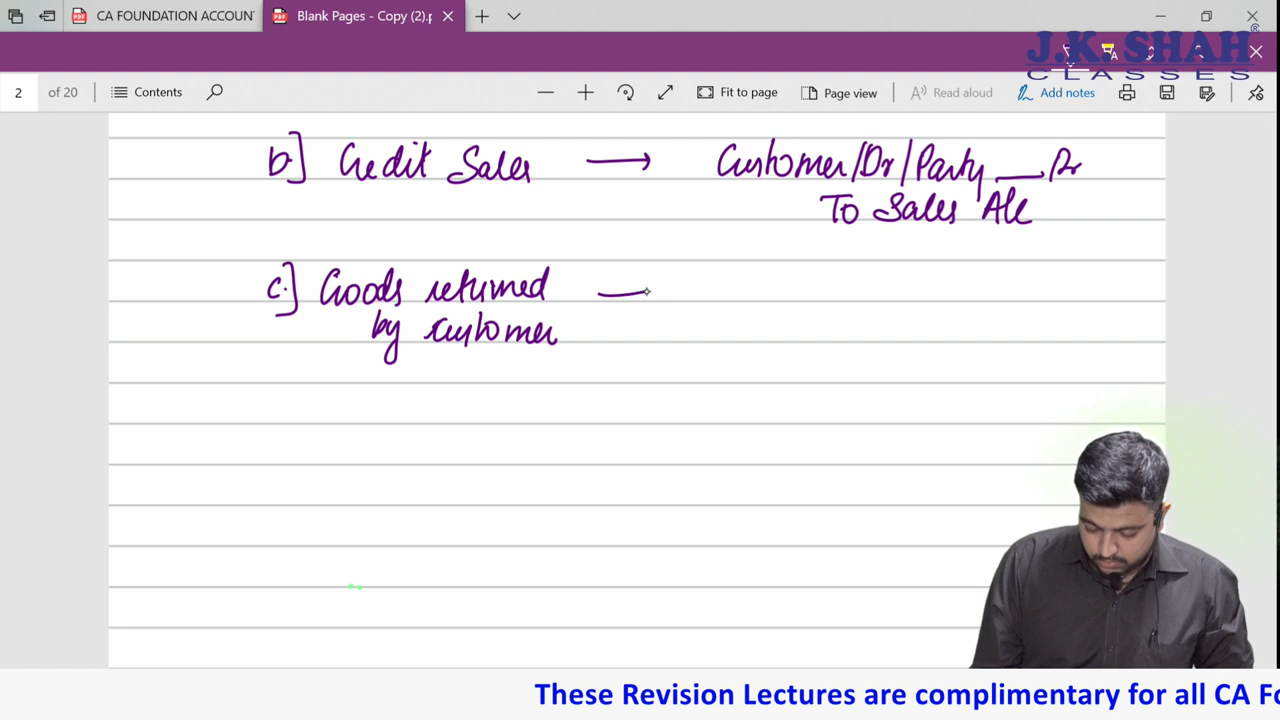 CA FOUNDATION ACCOUN
Blank Pages - Copy (2).p
J.K. SHAH®
CLASSES
2 of 20
Contents
Fit to page
Page view
Read aloud
Add notes
b.] Credit Sales → Customer/Dr/Party __ Dr
To Sales A/c
c.] Goods returned —
by customer
These Revision Lectures are complimentary for all CA Fo